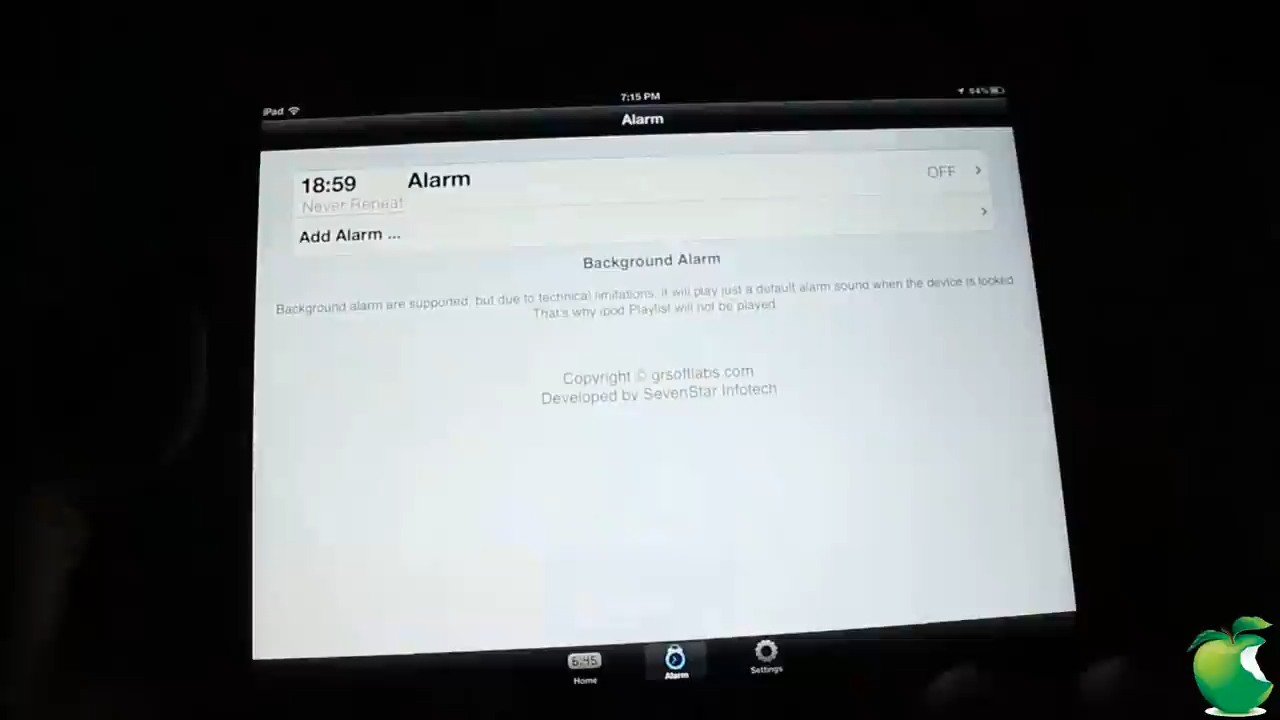 iPad
7:15 PM
94%
Alarm
18:59
Alarm
OFF
Never Repeat
Add Alarm ...
Background Alarm
Background alarm are supported, but due to technical limitations, it will play just a default alarm sound when the device is locked.
That's why ipod Playlist will not be played.
Copyright © grsoftlabs.com
Developed by SevenStar Infotech
6:45
Home
Alarm
Settings